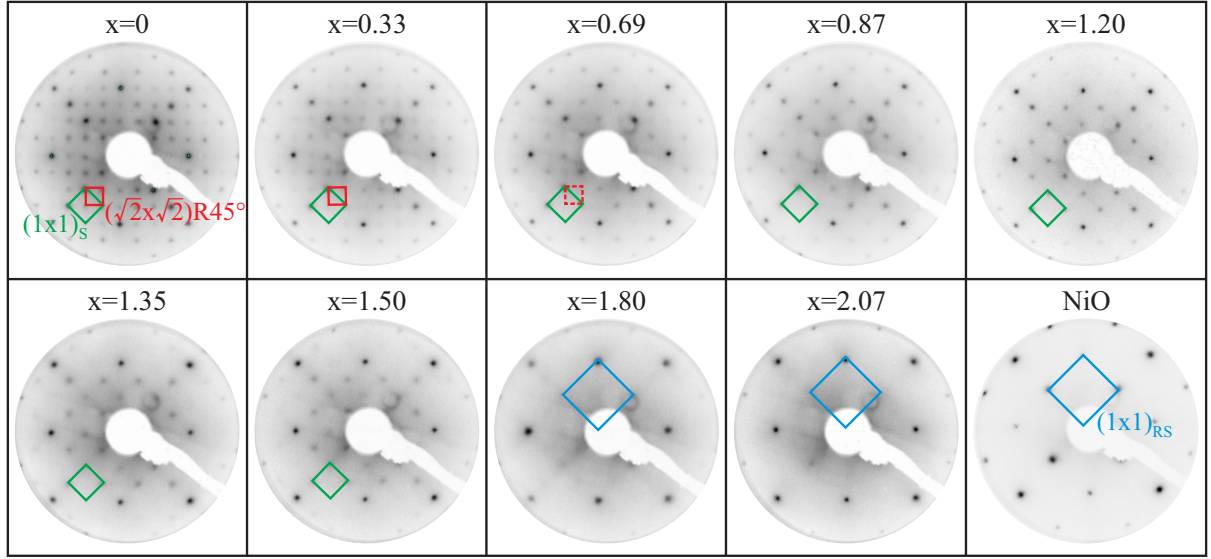 x=0
x=0.33
x=0.69
x=0.87
x=1.20
(1x1)S
(√2x√2)R45°
x=1.35
x=1.50
x=1.80
x=2.07
NiO
(1x1)RS